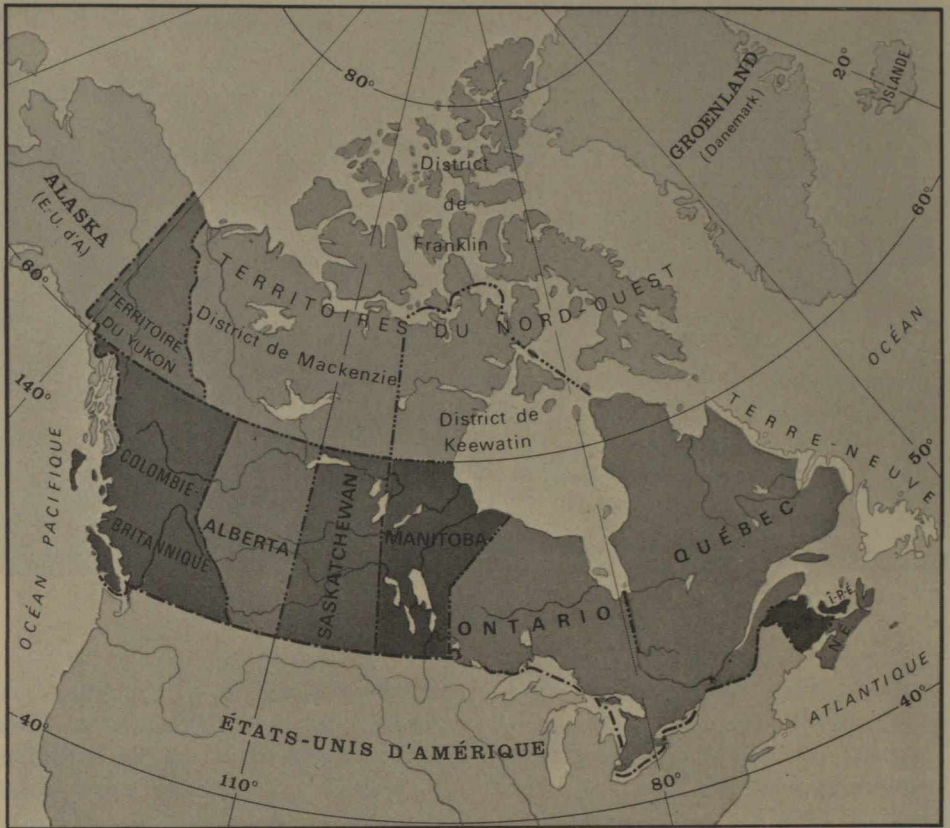 80°
20°
ISLANDE
GROENLAND
(Danemark)
District
de
Franklin
ALASKA
(E.-U. d'A)
60°
60°
TERRITOIRES DU NORD-OUEST
TERRITOIRE
DU YUKON
District de Mackenzie
OCÉAN
140°
District de
Keewatin
TERRE-NEUVE
50°
OCÉAN PACIFIQUE
COLOMBIE
BRITANNIQUE
ALBERTA
SASKATCHEWAN
MANITOBA
QUÉBEC
ONTARIO
Î-P-É
N-É
ATLANTIQUE
40°
40°
ÉTATS-UNIS D'AMÉRIQUE
110°
80°